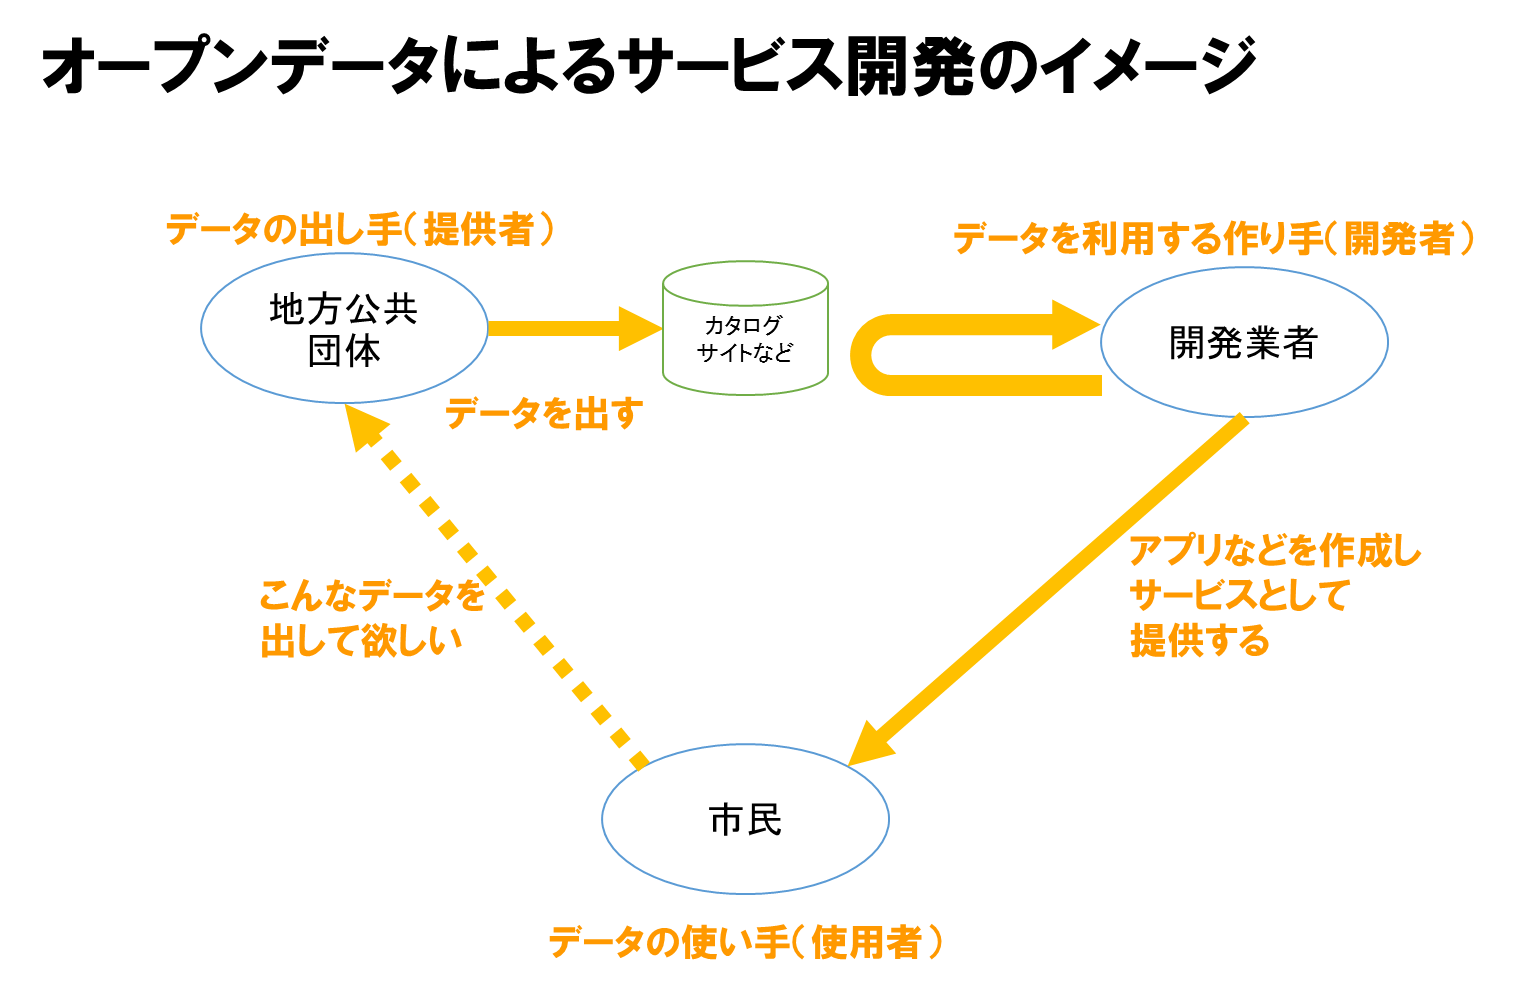 オープンデータによるサービス開発のイメージ
データの出し手（提供者）
データを利用する作り手（開発者）
地方公共
団体
カタログ
サイトなど
開発業者
データを出す
アプリなどを作成し
サービスとして
提供する
こんなデータを
出して欲しい
市民
データの使い手（使用者）